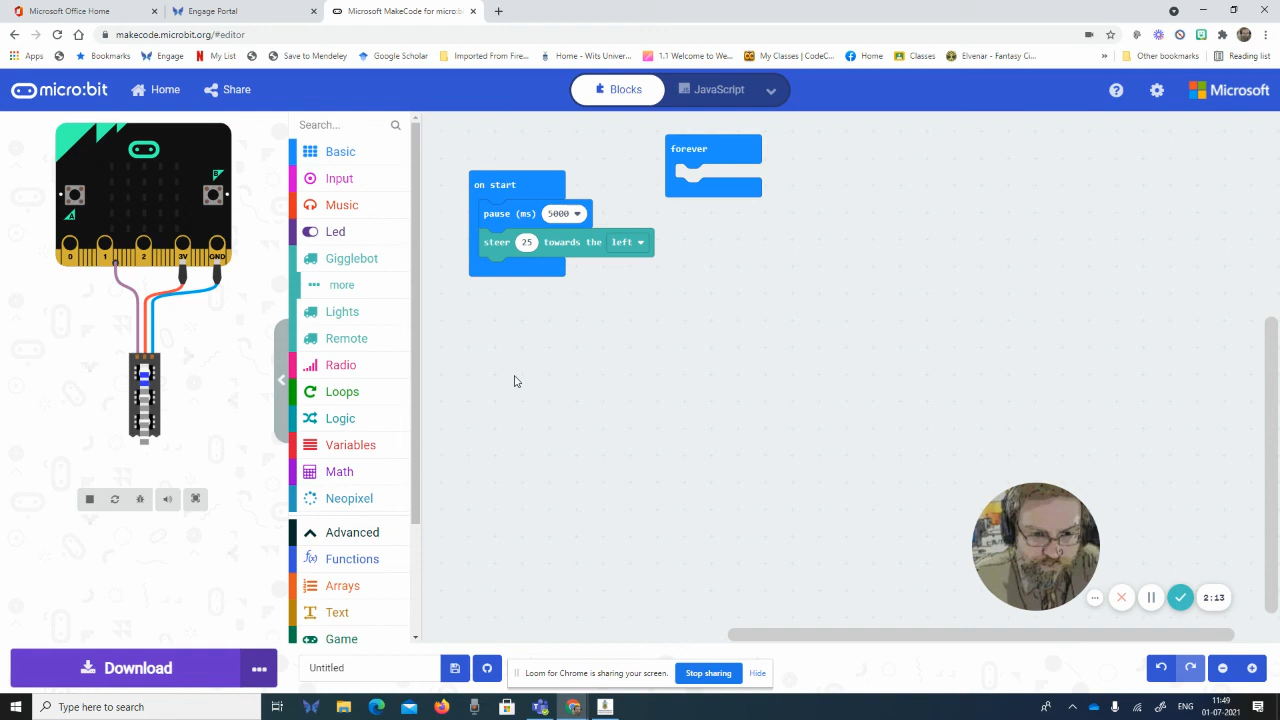 Microsoft Office Home
Engage Portal
Microsoft MakeCode for micro:bit
makecode.microbit.org/#editor
Apps
Engage
My List
Save to Mendeley
Google Scholar
Imported From Fire...
Home - Wits Univer...
1.1 Welcome to We...
My Classes | CodeC...
Home
Classes
Elvenar - Fantasy Ci...
Other bookmarks
Reading list
micro:bit
Home
Share
Blocks
JavaScript
Microsoft
Search...
Basic
Input
Music
Led
Gigglebot
more
Lights
Remote
Radio
Loops
Logic
Variables
Math
Neopixel
Advanced
Functions
Arrays
Text
Game
B
A
0 1 2 3V GND
on start
pause (ms) 5000
steer 25 towards the left
forever
2:13
Download
Untitled
Loom for Chrome is sharing your screen.
Stop sharing
Hide
Type here to search
ENG
11:49
01-07-2021